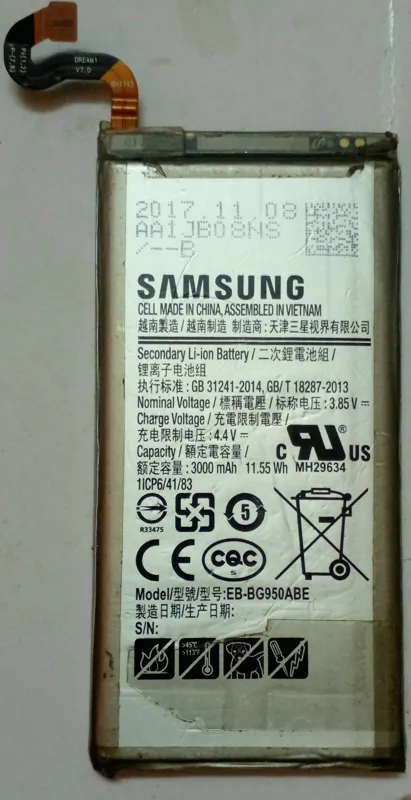 DREAM1
V7.0
2017.11.08
AA1JB08NS
/--B
SAMSUNG
CELL MADE IN CHINA, ASSEMBLED IN VIETNAM
越南製造 / 越南制造 制造商 : 天津三星视界有限公司
Secondary Li-ion Battery / 二次鋰電池組 /
锂离子电池组
执行标准 : GB 31241-2014, GB/ T 18287-2013
Nominal Voltage / 標稱電壓 / 标称电压 : 3.85 V ⎓
Charge Voltage / 充電限制電壓 /
充电限制电压 : 4.4 V ⎓
Capacity / 額定容量 /
额定容量 : 3000 mAh 11.55 Wh
1ICP6/41/83
C RU® US
MH29634
R33475
5
CE
CQC
S
Model/型號/型号: EB-BG950ABE
製造日期/生产日期:
S/N:
>45℃
>113℉